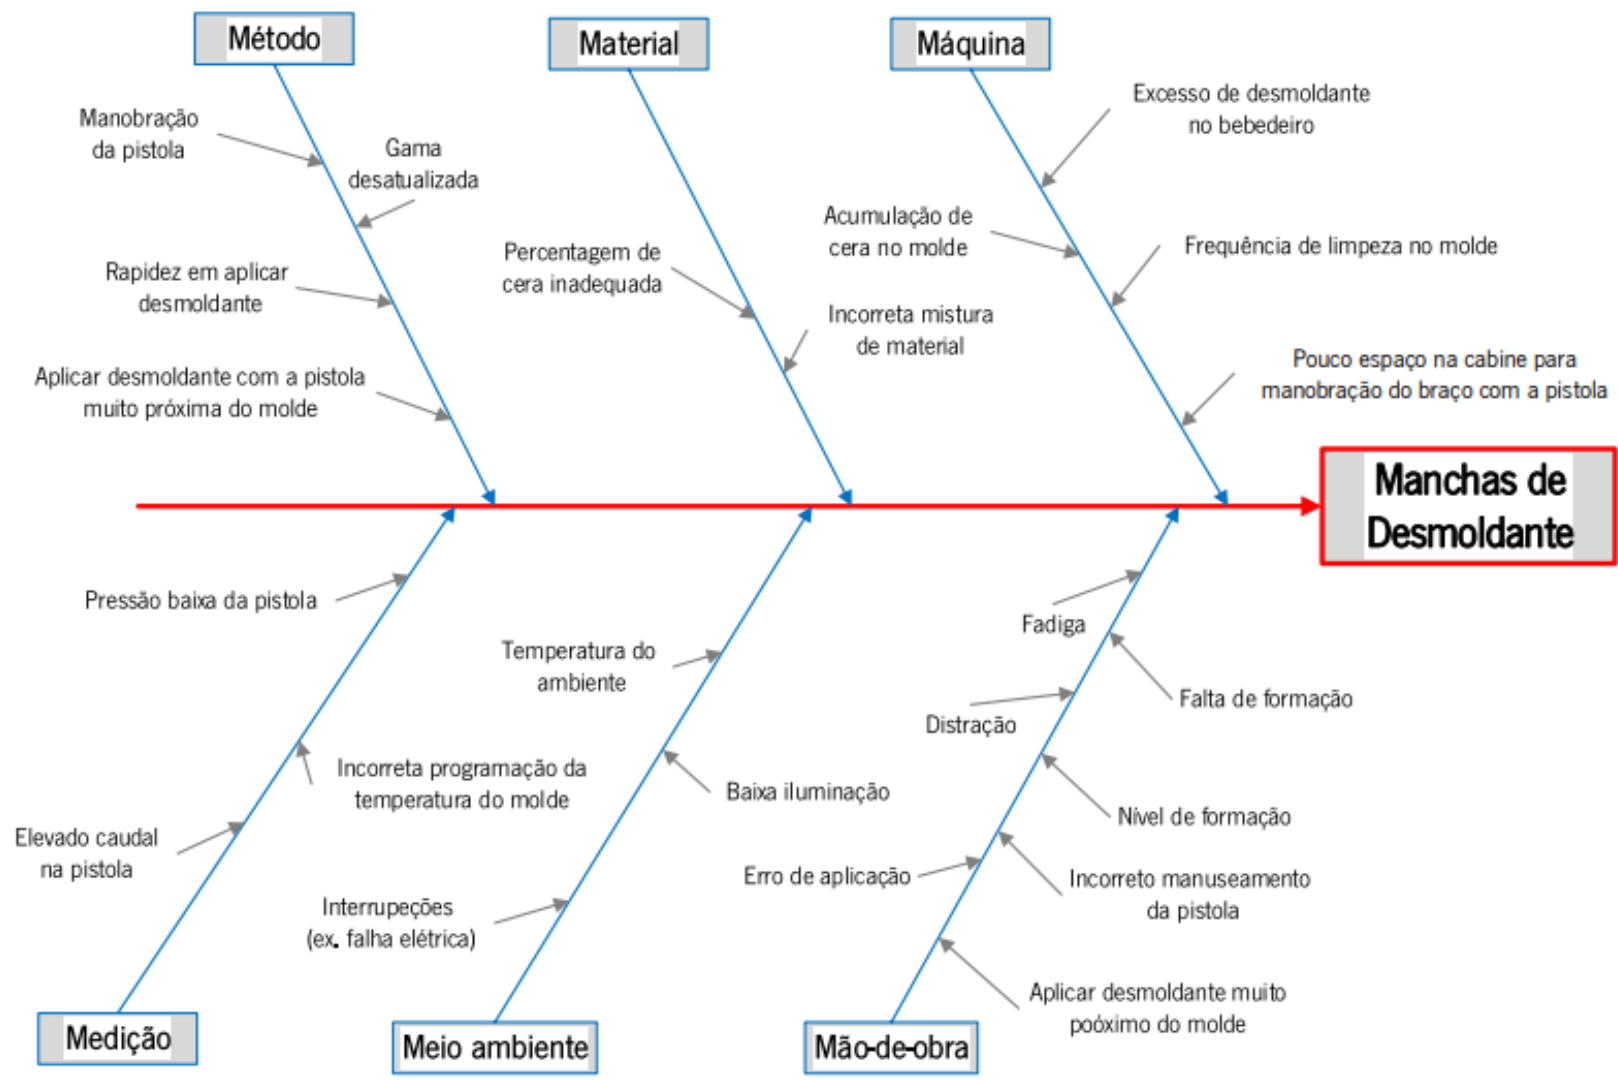 Método
Material
Máquina
Manobração
da pistola
Gama
desatualizada
Rapidez em aplicar
desmoldante
Aplicar desmoldante com a pistola
muito próxima do molde
Percentagem de
cera inadequada
Incorreta mistura
de material
Excesso de desmoldante
no bebedeiro
Acumulação de
cera no molde
Frequência de limpeza no molde
Pouco espaço na cabine para
manobração do braço com a pistola
Manchas de
Desmoldante
Pressão baixa da pistola
Incorreta programação da
temperatura do molde
Elevado caudal
na pistola
Temperatura do
ambiente
Baixa iluminação
Interrupeções
(ex. falha elétrica)
Fadiga
Falta de formação
Distração
Nível de formação
Erro de aplicação
Incorreto manuseamento
da pistola
Aplicar desmoldante muito
poóximo do molde
Medição
Meio ambiente
Mão-de-obra